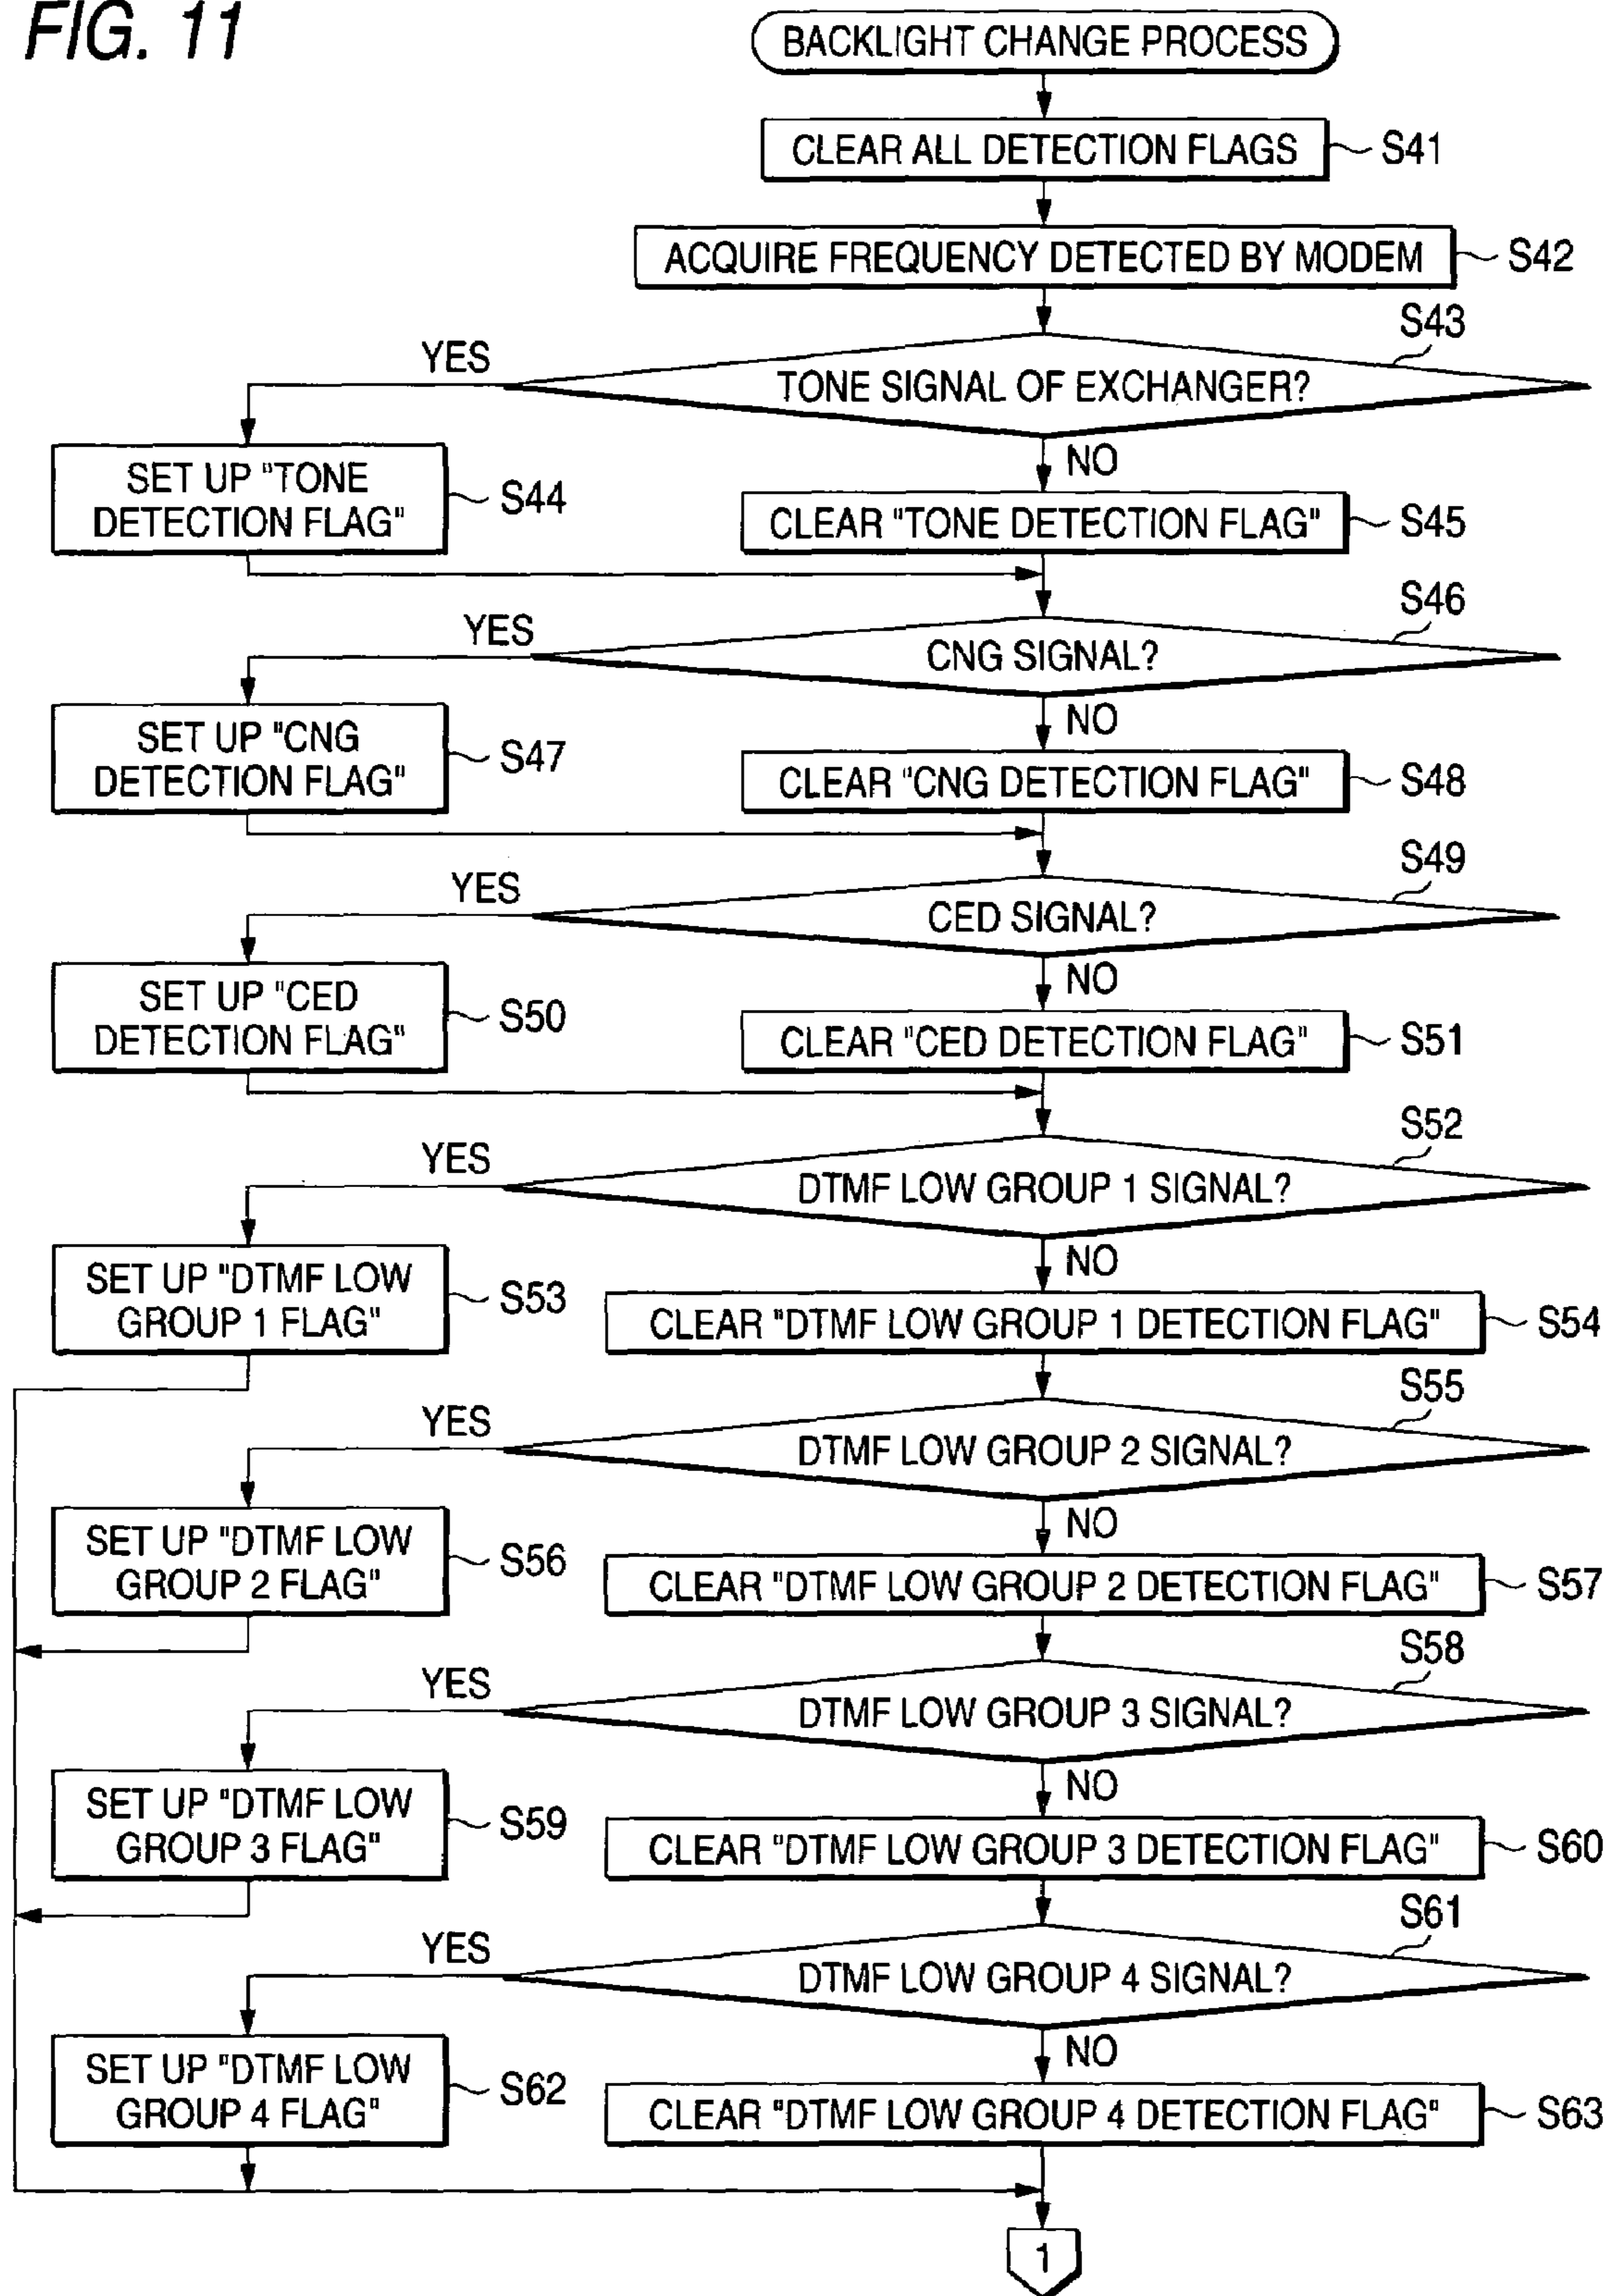 FIG. 11
BACKLIGHT CHANGE PROCESS
CLEAR ALL DETECTION FLAGS
S41
ACQUIRE FREQUENCY DETECTED BY MODEM
S42
S43
YES
TONE SIGNAL OF EXCHANGER?
NO
SET UP "TONE
DETECTION FLAG"
S44
CLEAR "TONE DETECTION FLAG"
S45
S46
YES
CNG SIGNAL?
NO
SET UP "CNG
DETECTION FLAG"
S47
CLEAR "CNG DETECTION FLAG"
S48
S49
YES
CED SIGNAL?
NO
SET UP "CED
DETECTION FLAG"
S50
CLEAR "CED DETECTION FLAG"
S51
S52
YES
DTMF LOW GROUP 1 SIGNAL?
NO
SET UP "DTMF LOW
GROUP 1 FLAG"
S53
CLEAR "DTMF LOW GROUP 1 DETECTION FLAG"
S54
S55
YES
DTMF LOW GROUP 2 SIGNAL?
NO
SET UP "DTMF LOW
GROUP 2 FLAG"
S56
CLEAR "DTMF LOW GROUP 2 DETECTION FLAG"
S57
S58
YES
DTMF LOW GROUP 3 SIGNAL?
NO
SET UP "DTMF LOW
GROUP 3 FLAG"
S59
CLEAR "DTMF LOW GROUP 3 DETECTION FLAG"
S60
S61
YES
DTMF LOW GROUP 4 SIGNAL?
NO
SET UP "DTMF LOW
GROUP 4 FLAG"
S62
CLEAR "DTMF LOW GROUP 4 DETECTION FLAG"
S63
1